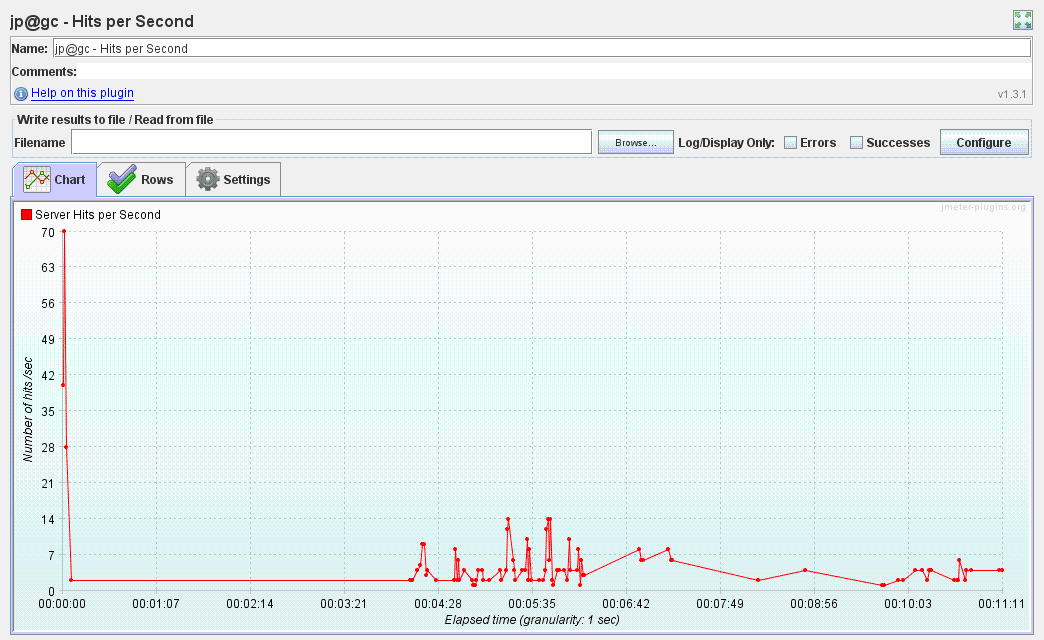 jp@gc - Hits per Second
Name: jp@gc - Hits per Second
Comments:
Help on this plugin
v1.3.1
Write results to file / Read from file
Filename Browse... Log/Display Only: Errors Successes Configure
Chart Rows Settings
jmeter-plugins.org
Server Hits per Second
70
63
56
49
42
35
28
21
14
7
0
Number of hits /sec
00:00:00 00:01:07 00:02:14 00:03:21 00:04:28 00:05:35 00:06:42 00:07:49 00:08:56 00:10:03 00:11:11
Elapsed time (granularity: 1 sec)